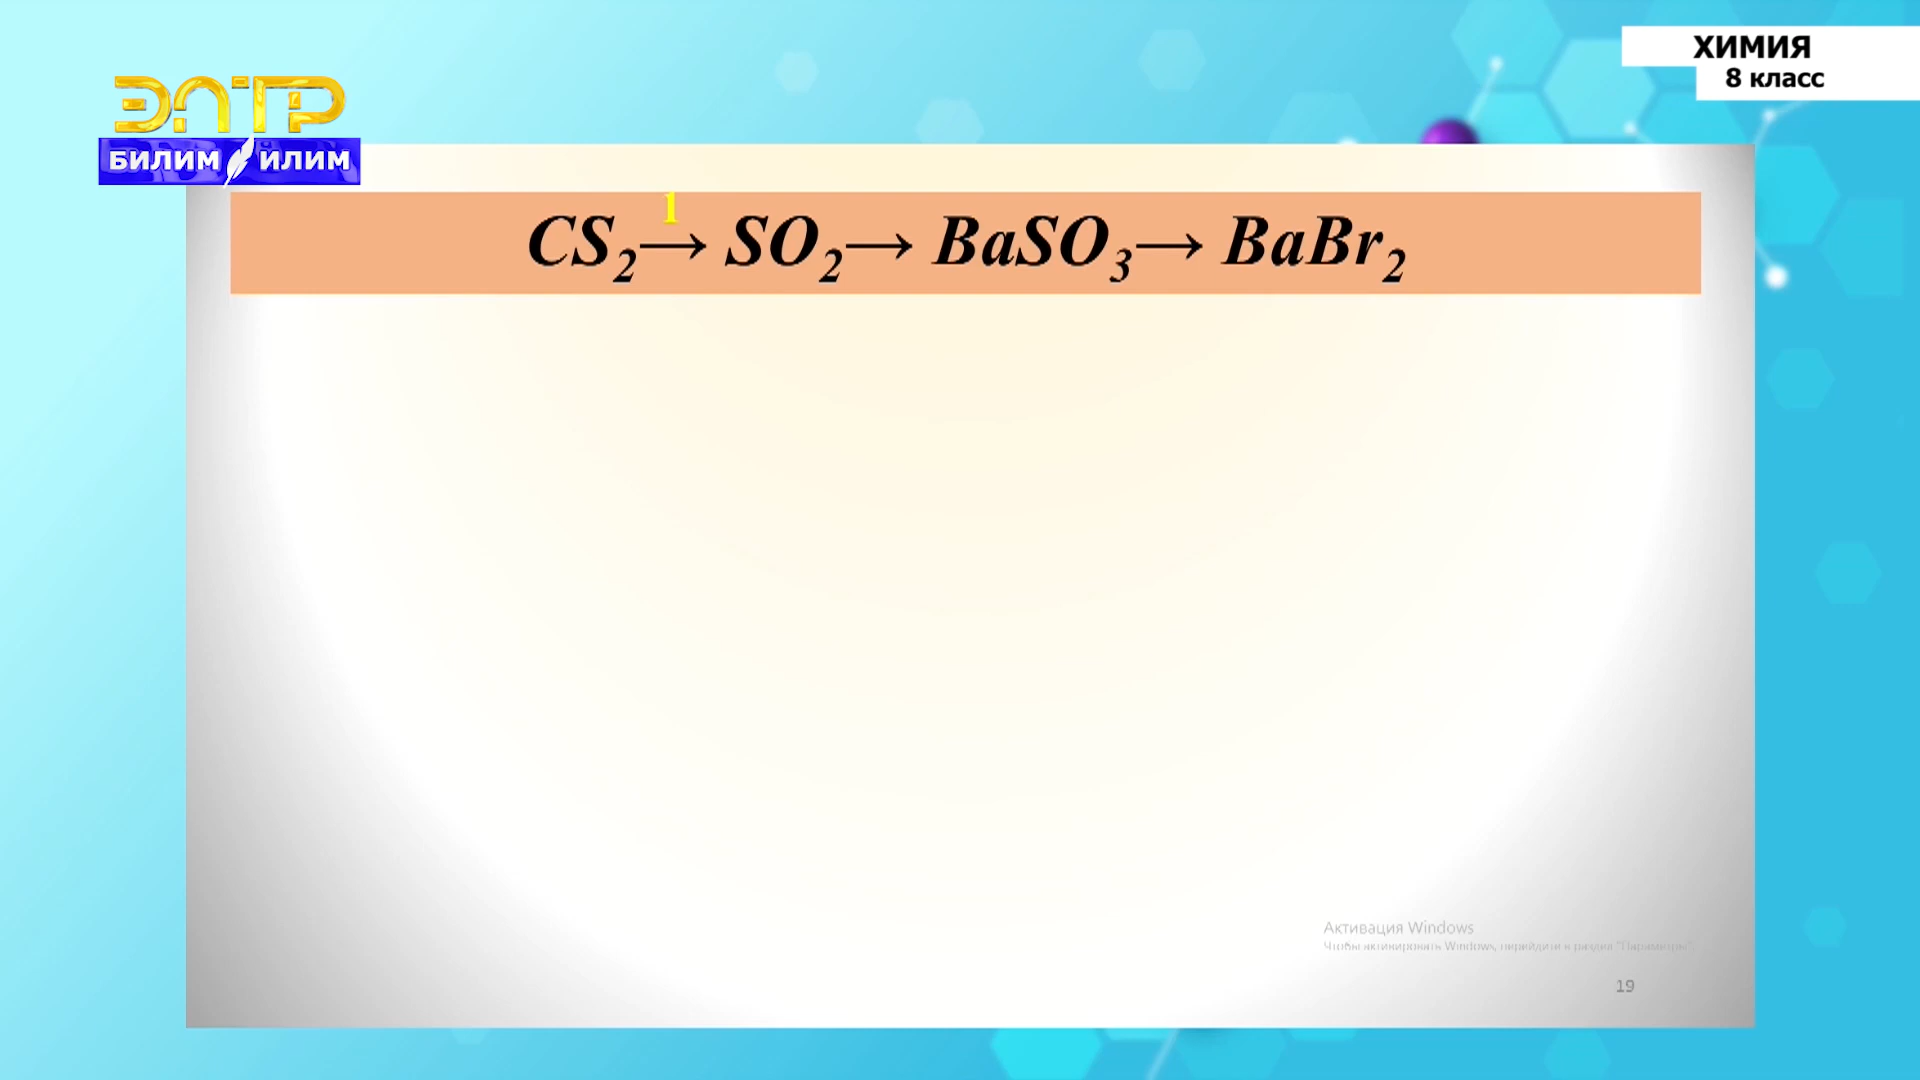 ХИМИЯ
8 класс
ЭЛТР
БИЛИМ ИЛИМ
1
CS₂→ SO₂→ BaSO₃→ BaBr₂
Активация Windows
Чтобы активировать Windows, перейдите в раздел "Параметры"
19